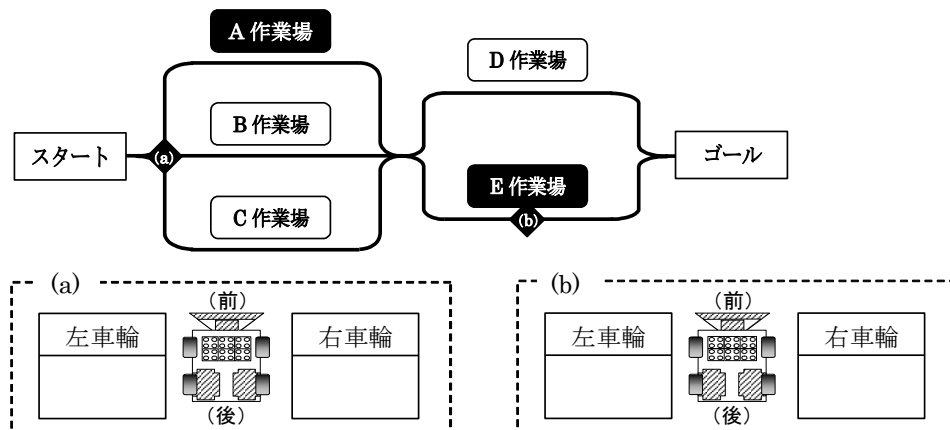 A 作業場
D 作業場
B 作業場
スタート
(a)
ゴール
E 作業場
C 作業場
(b)
(a)
(前)
左車輪
右車輪
(後)
(b)
(前)
左車輪
右車輪
(後)